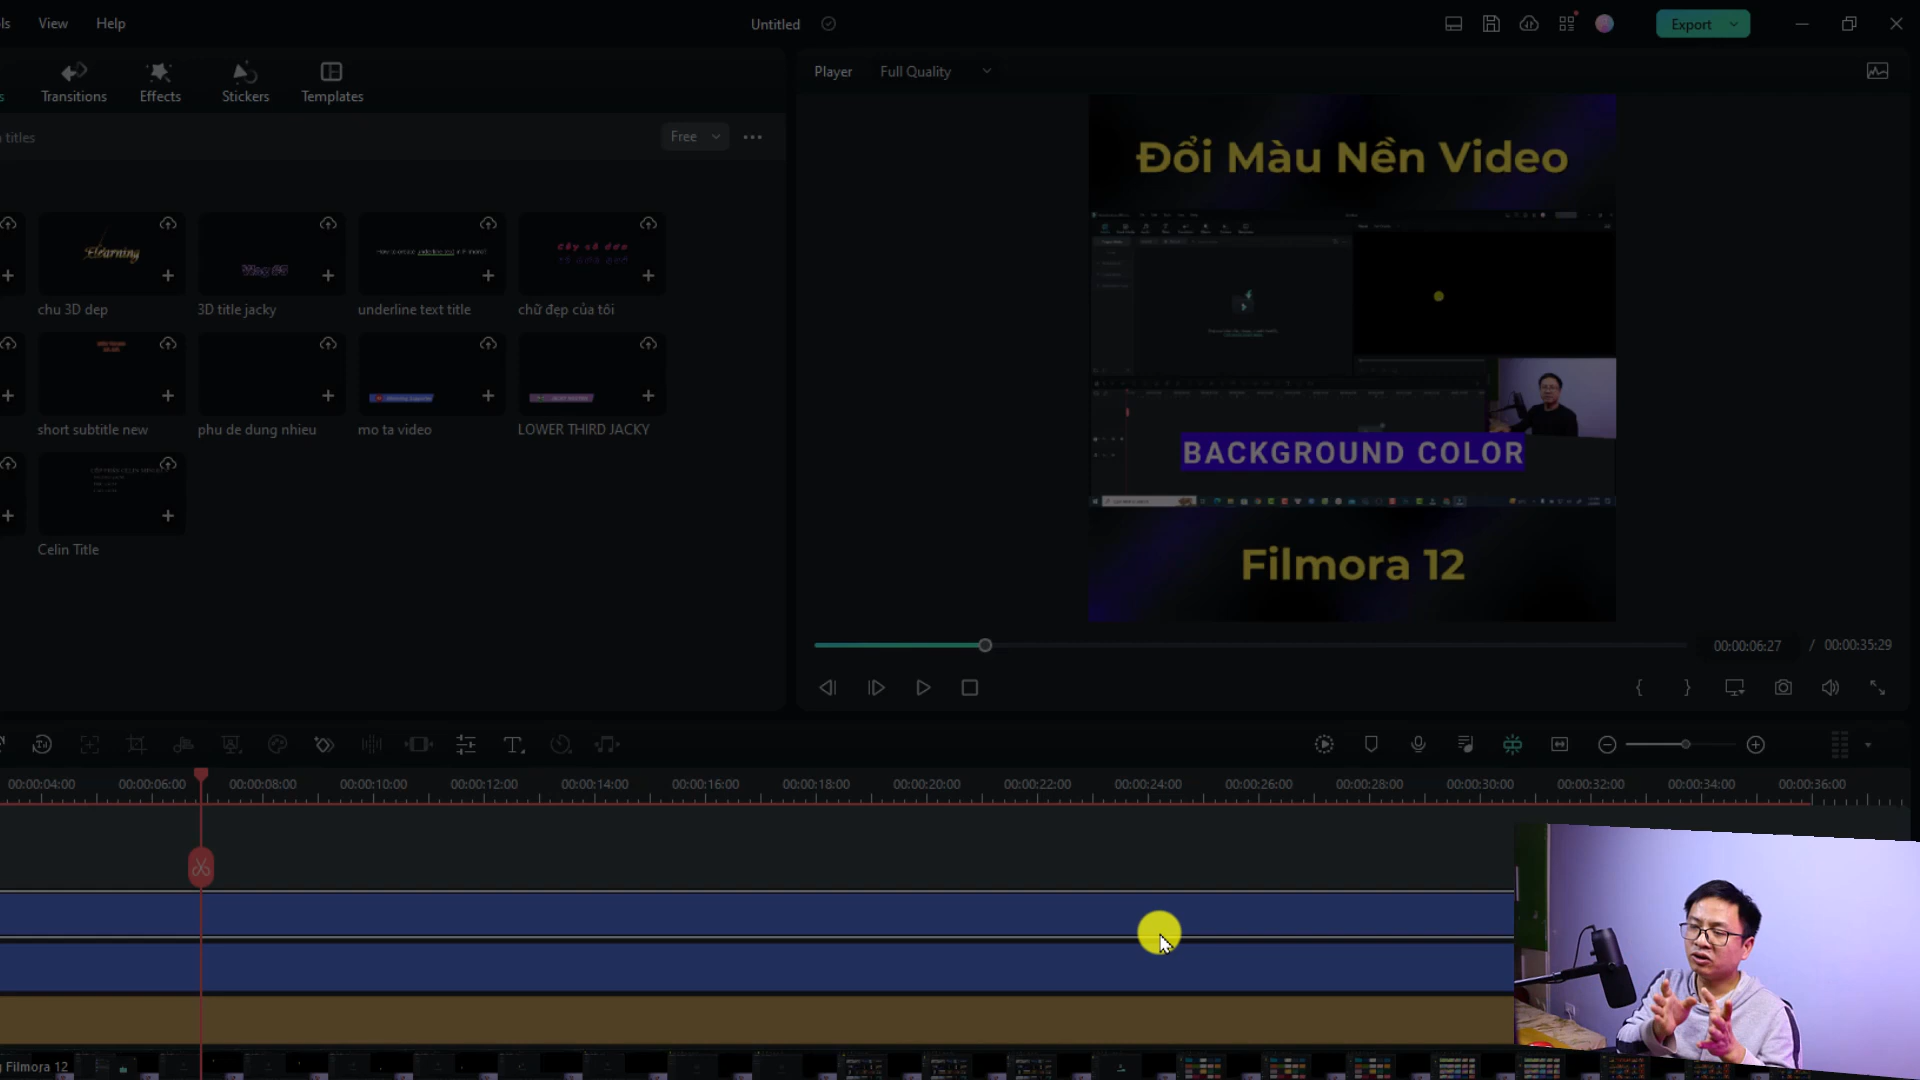 View
Help
Untitled
Export
Transitions
Effects
Stickers
Templates
Player
Full Quality
titles
Free
Elearning
chu 3D dep
3D title jacky
underline text title
chữ đẹp của tôi
short subtitle new
phu de dung nhieu
mo ta video
LOWER THIRD JACKY
Celin Title
Đổi Màu Nền Video
BACKGROUND COLOR
Filmora 12
00:00:06:27 / 00:00:35:29
00:00:04:00 00:00:06:00 00:00:08:00 00:00:10:00 00:00:12:00 00:00:14:00 00:00:16:00 00:00:18:00 00:00:20:00 00:00:22:00 00:00:24:00 00:00:26:00 00:00:28:00 00:00:30:00 00:00:32:00 00:00:34:00 00:00:36:00
Filmora 12